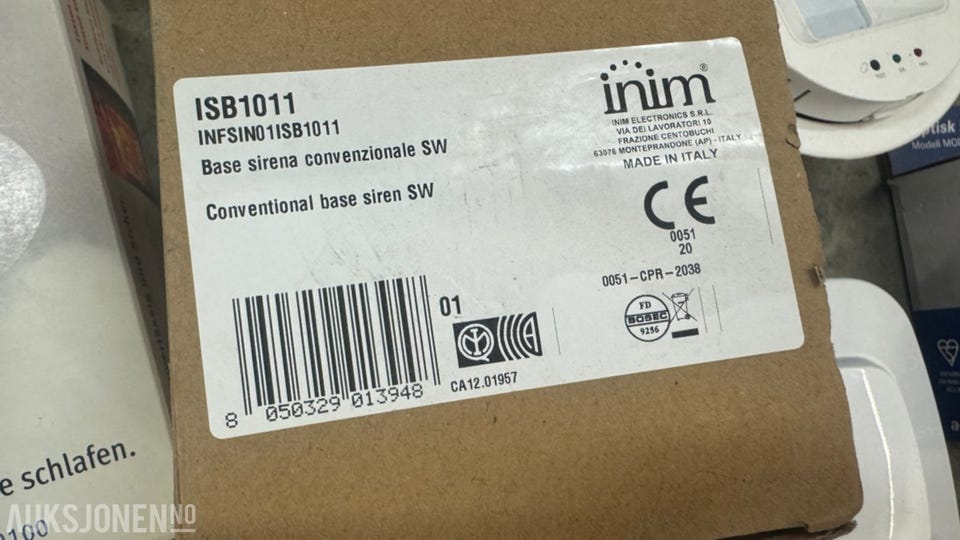 ISB1011
INFSIN01ISB1011
Base sirena convenzionale SW
Conventional base siren SW
inim®
INIM ELECTRONICS S.R.L.
VIA DEI LAVORATORI 10
FRAZIONE CENTOBUCHI
63076 MONTEPRANDONE (AP) - ITALY
MADE IN ITALY
CE
0051
20
0051-CPR-2038
01
FD
BOSEC
9256
CA12.01957
8 050329 013948
e schlafen.
100
AUKSJONEN.NO
Modell